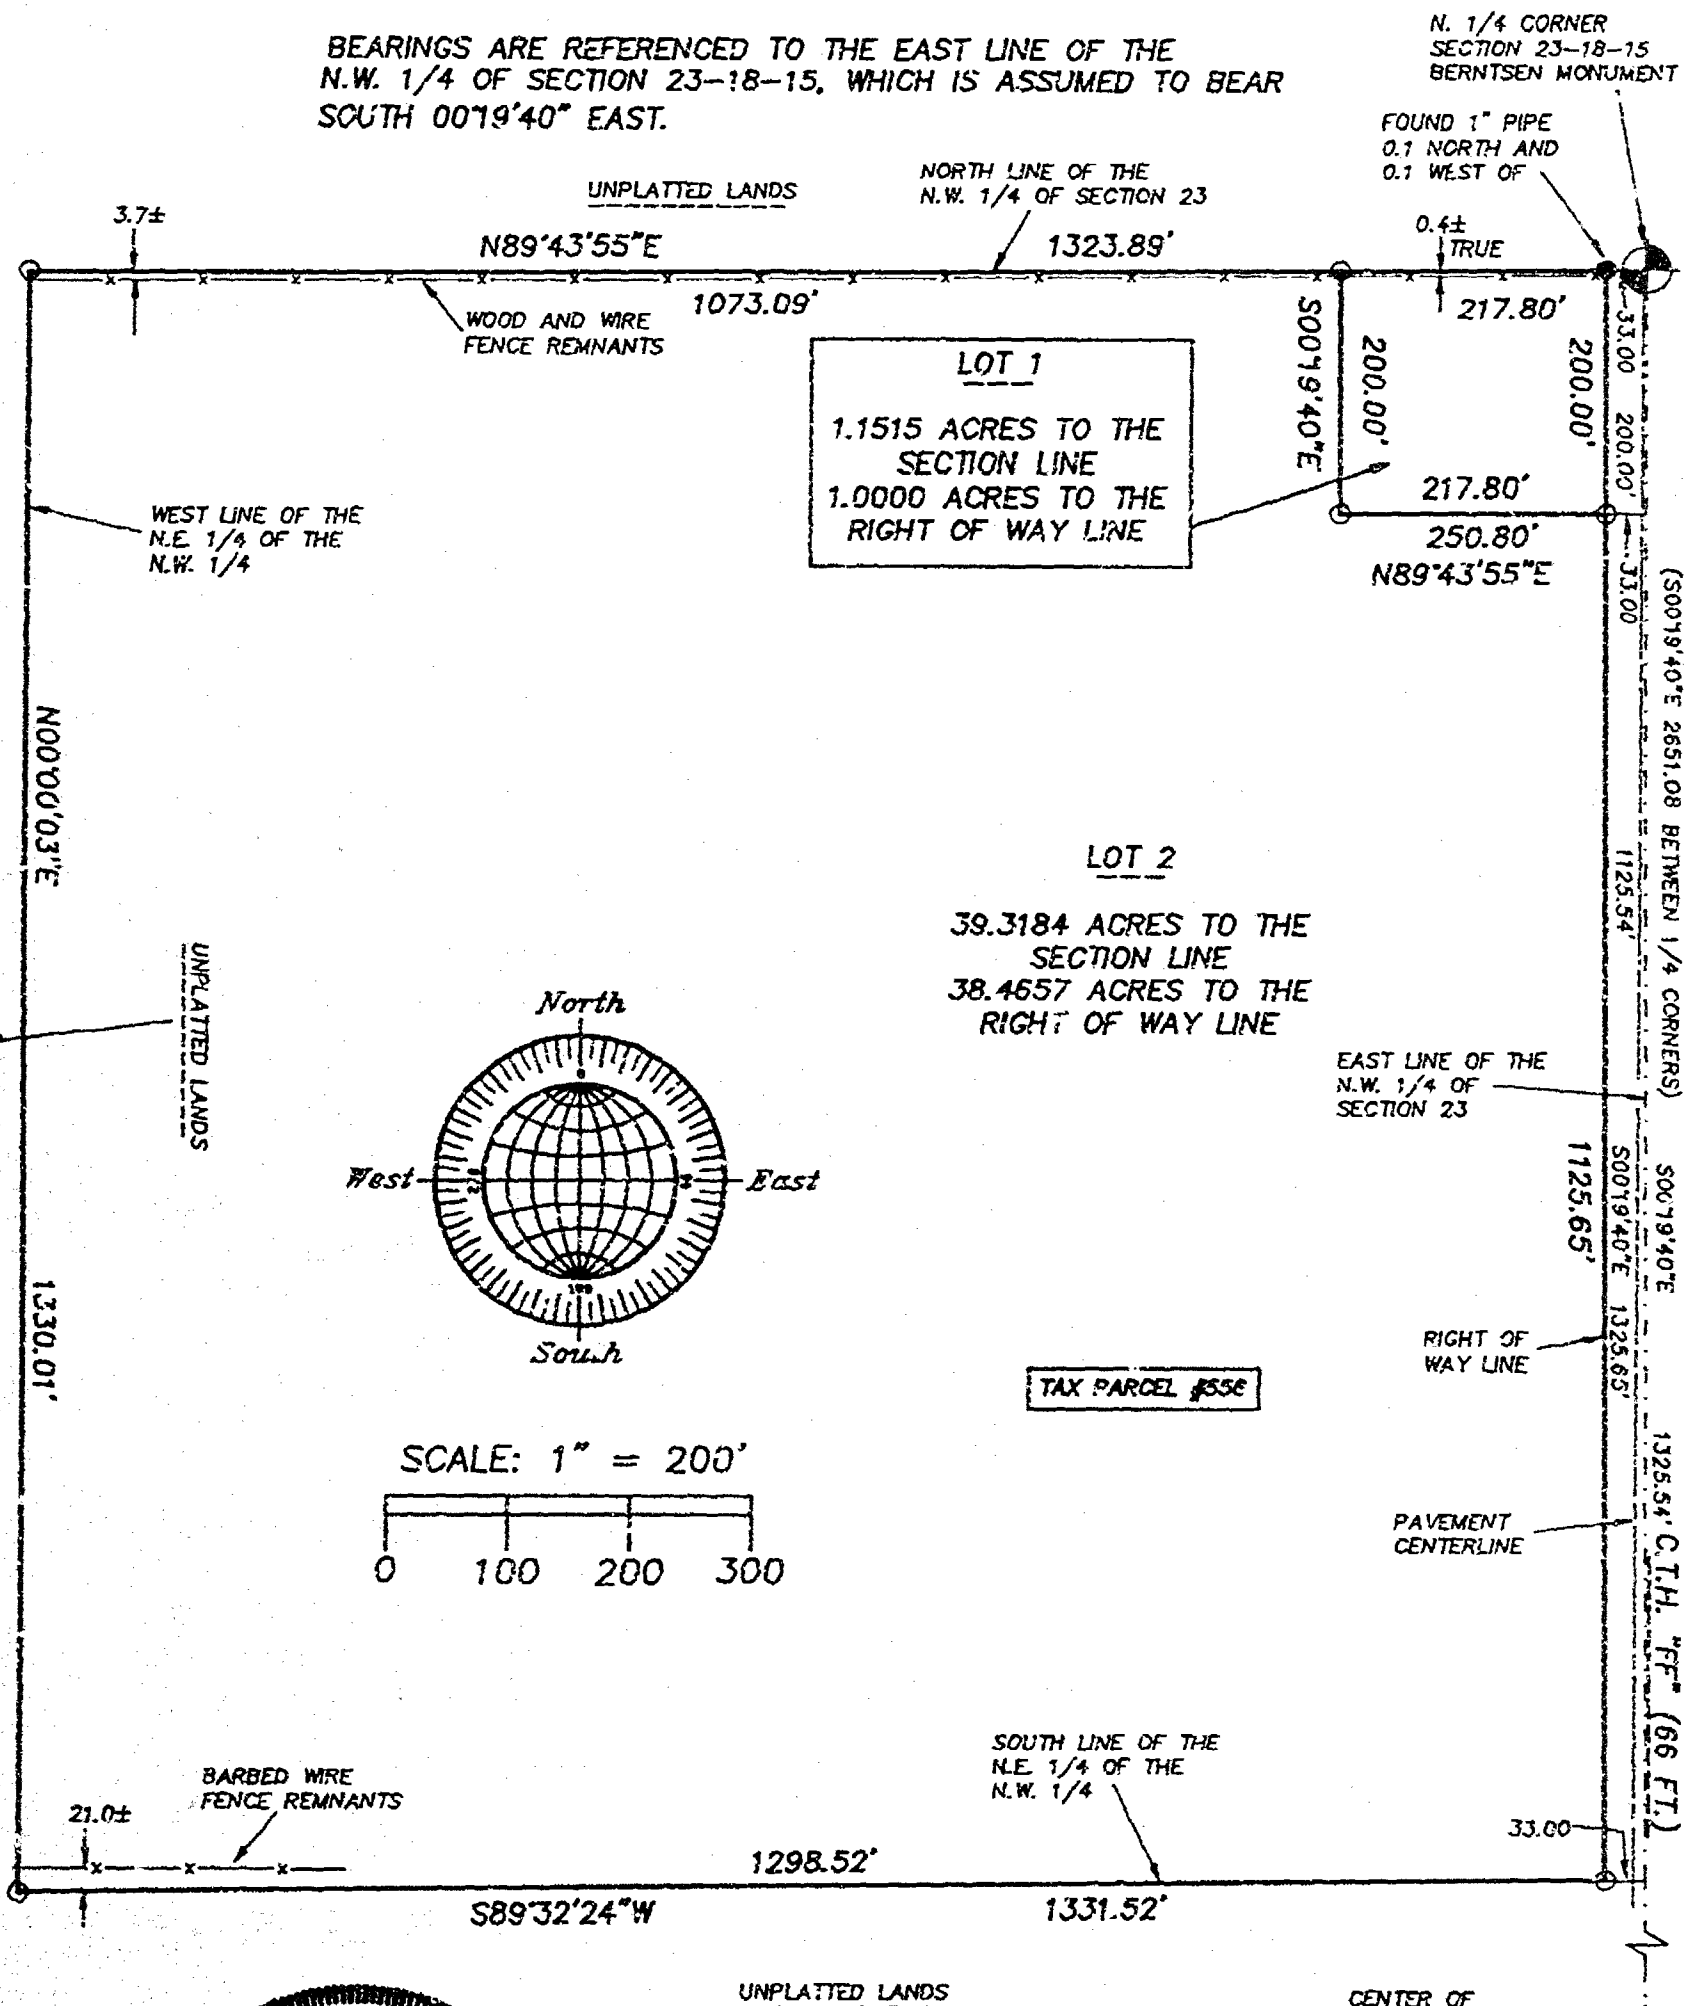 BEARINGS ARE REFERENCED TO THE EAST LINE OF THE
N.W. 1/4 OF SECTION 23-18-15, WHICH IS ASSUMED TO BEAR
SOUTH 00°19'40" EAST.
N. 1/4 CORNER
SECTION 23-18-15
BERNTSEN MONUMENT
FOUND 1" PIPE
0.1 NORTH AND
0.1 WEST OF
TRUE
UNPLATTED LANDS
NORTH LINE OF THE
N.W. 1/4 OF SECTION 23
3.7±
N89°43'55"E
1323.89'
0.4±
1073.09'
217.80'
WOOD AND WIRE
FENCE REMNANTS
LOT 1
1.1515 ACRES TO THE
SECTION LINE
1.0000 ACRES TO THE
RIGHT OF WAY LINE
S00°19'40"E
200.00'
200.00'
33.00
200.00'
217.80'
250.80'
N89°43'55"E
33.00
WEST LINE OF THE
N.E. 1/4 OF THE
N.W. 1/4
N00°00'03"E
1330.01'
UNPLATTED LANDS
(S00°19'40"E 2651.08 BETWEEN 1/4 CORNERS)
1125.54'
LOT 2
39.3184 ACRES TO THE
SECTION LINE
38.4657 ACRES TO THE
RIGHT OF WAY LINE
EAST LINE OF THE
N.W. 1/4 OF
SECTION 23
1125.65'
S00°19'40"E 1325.65'
S00°19'40"E 1325.54'
C.T.H. "FF" (66 FT.)
North
0
West
East
180
South
RIGHT OF
WAY LINE
TAX PARCEL
SCALE: 1" = 200'
0 100 200 300
PAVEMENT
CENTERLINE
SOUTH LINE OF THE
N.E. 1/4 OF THE
N.W. 1/4
BARBED WIRE
FENCE REMNANTS
21.0±
33.00
1298.52'
S89°32'24"W
1331.52'
UNPLATTED LANDS
CENTER OF